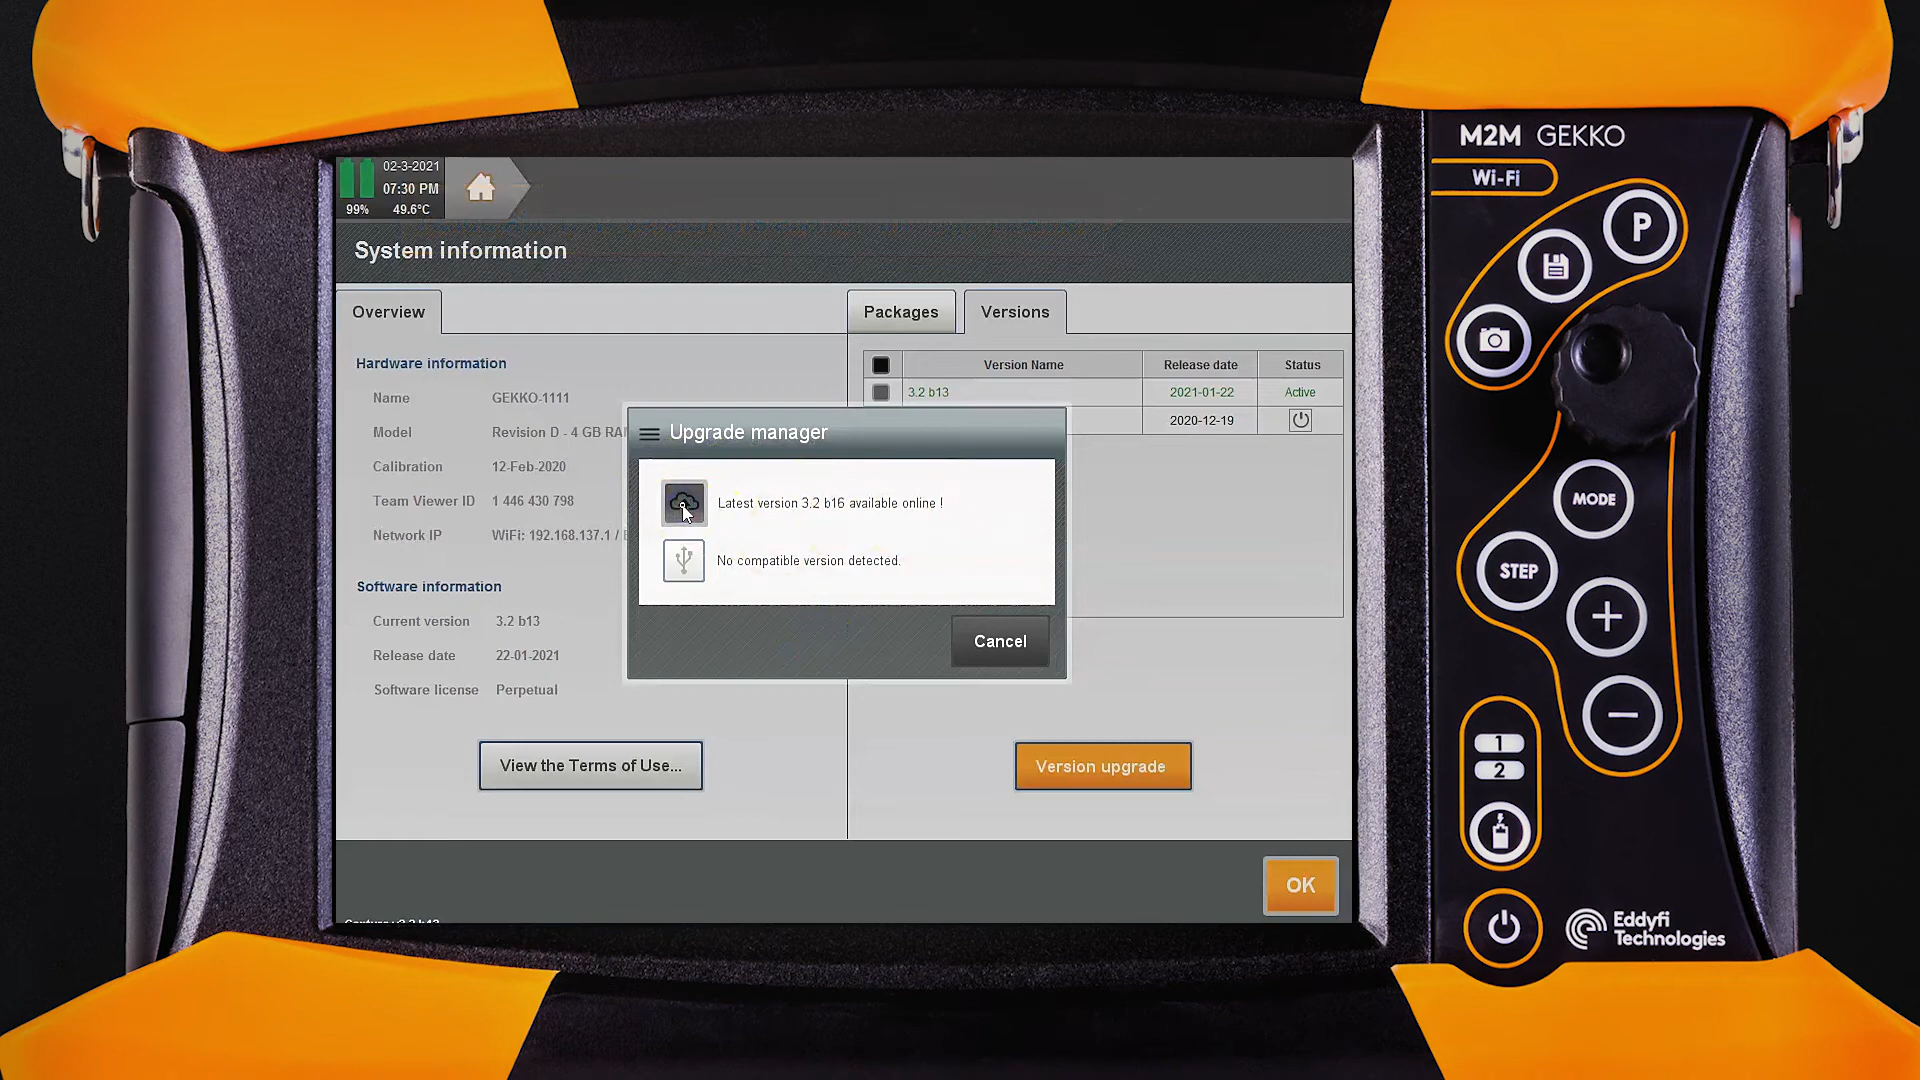 M2M GEKKO
Wi-Fi
P
MODE
STEP
1
2
Eddyfi
Technologies
02-3-2021
07:30 PM
99% 49.6°C
System information
Overview
Packages
Versions
Hardware information
Name GEKKO-1111
Model Revision D - 4 GB
Calibration 12-Feb-2020
Team Viewer ID 1 446 430 798
Network IP WiFi: 192.168.137.1 /
Software information
Current version 3.2 b13
Release date 22-01-2021
Software license Perpetual
View the Terms of Use...
Version Name Release date Status
3.2 b13 2021-01-22 Active
2020-12-19
Upgrade manager
Latest version 3.2 b16 available online !
No compatible version detected.
Cancel
Version upgrade
OK